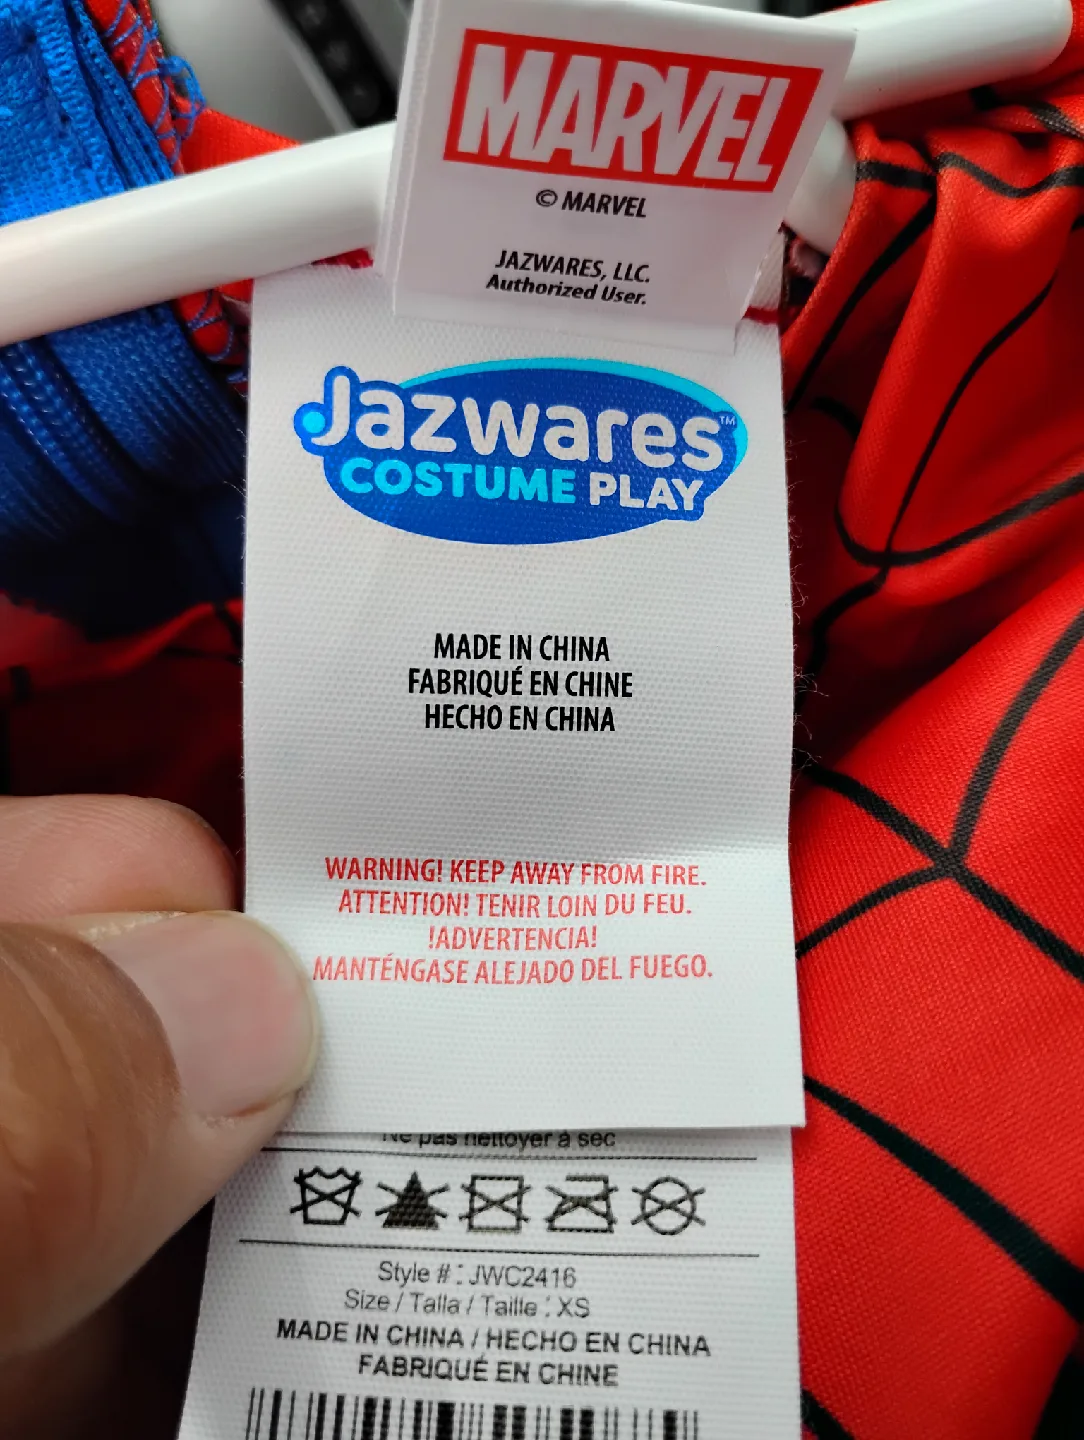 MARVEL
© MARVEL
JAZWARES, LLC.
Authorized User.
Jazwares™
COSTUME PLAY
MADE IN CHINA
FABRIQUÉ EN CHINE
HECHO EN CHINA
WARNING! KEEP AWAY FROM FIRE.
ATTENTION! TENIR LOIN DU FEU.
!ADVERTENCIA!
MANTÉNGASE ALEJADO DEL FUEGO.
Ne pas nettoyer à sec
Style # : JWC2416
Size / Talla / Taille : XS
MADE IN CHINA / HECHO EN CHINA
FABRIQUÉ EN CHINE